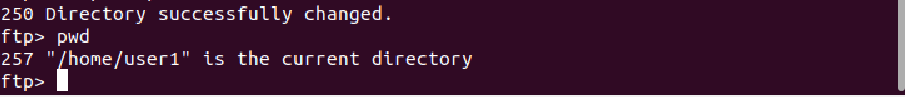 250 Directory successfully changed.
ftp> pwd
257 "/home/user1" is the current directory
ftp>